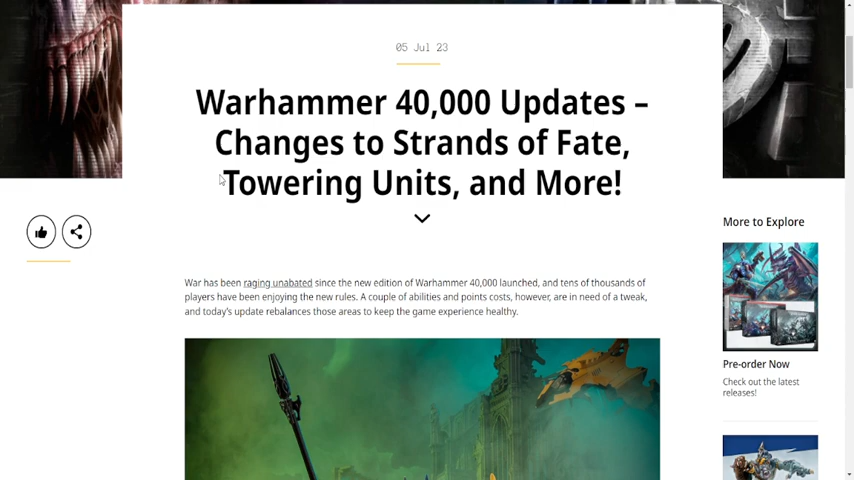 05 Jul 23
Warhammer 40,000 Updates –
Changes to Strands of Fate,
Towering Units, and More!
War has been raging unabated since the new edition of Warhammer 40,000 launched, and tens of thousands of
players have been enjoying the new rules. A couple of abilities and points costs, however, are in need of a tweak,
and today's update rebalances those areas to keep the game experience healthy.
More to Explore
Pre-order Now
Check out the latest
releases!